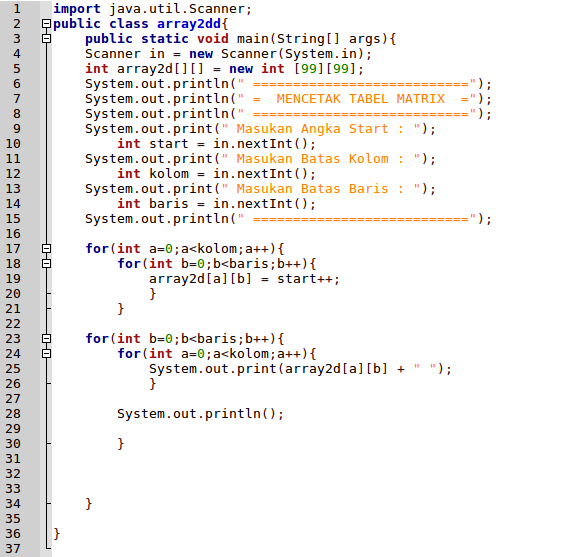 1 import java.util.Scanner;
2 public class array2dd{
3     public static void main(String[] args){
4     Scanner in = new Scanner(System.in);
5     int array2d[][] = new int [99][99];
6     System.out.println(" ===========================");
7     System.out.println(" =  MENCETAK TABEL MATRIX  =");
8     System.out.println(" ===========================");
9     System.out.print(" Masukan Angka Start : ");
10         int start = in.nextInt();
11     System.out.print(" Masukan Batas Kolom : ");
12         int kolom = in.nextInt();
13     System.out.print(" Masukan Batas Baris : ");
14         int baris = in.nextInt();
15     System.out.println(" ===========================");
16
17     for(int a=0;a<kolom;a++){
18         for(int b=0;b<baris;b++){
19             array2d[a][b] = start++;
20             }
21         }
22
23     for(int b=0;b<baris;b++){
24         for(int a=0;a<kolom;a++){
25             System.out.print(array2d[a][b] + " ");
26             }
27
28         System.out.println();
29
30         }
31
32
33
34     }
35
36 }
37